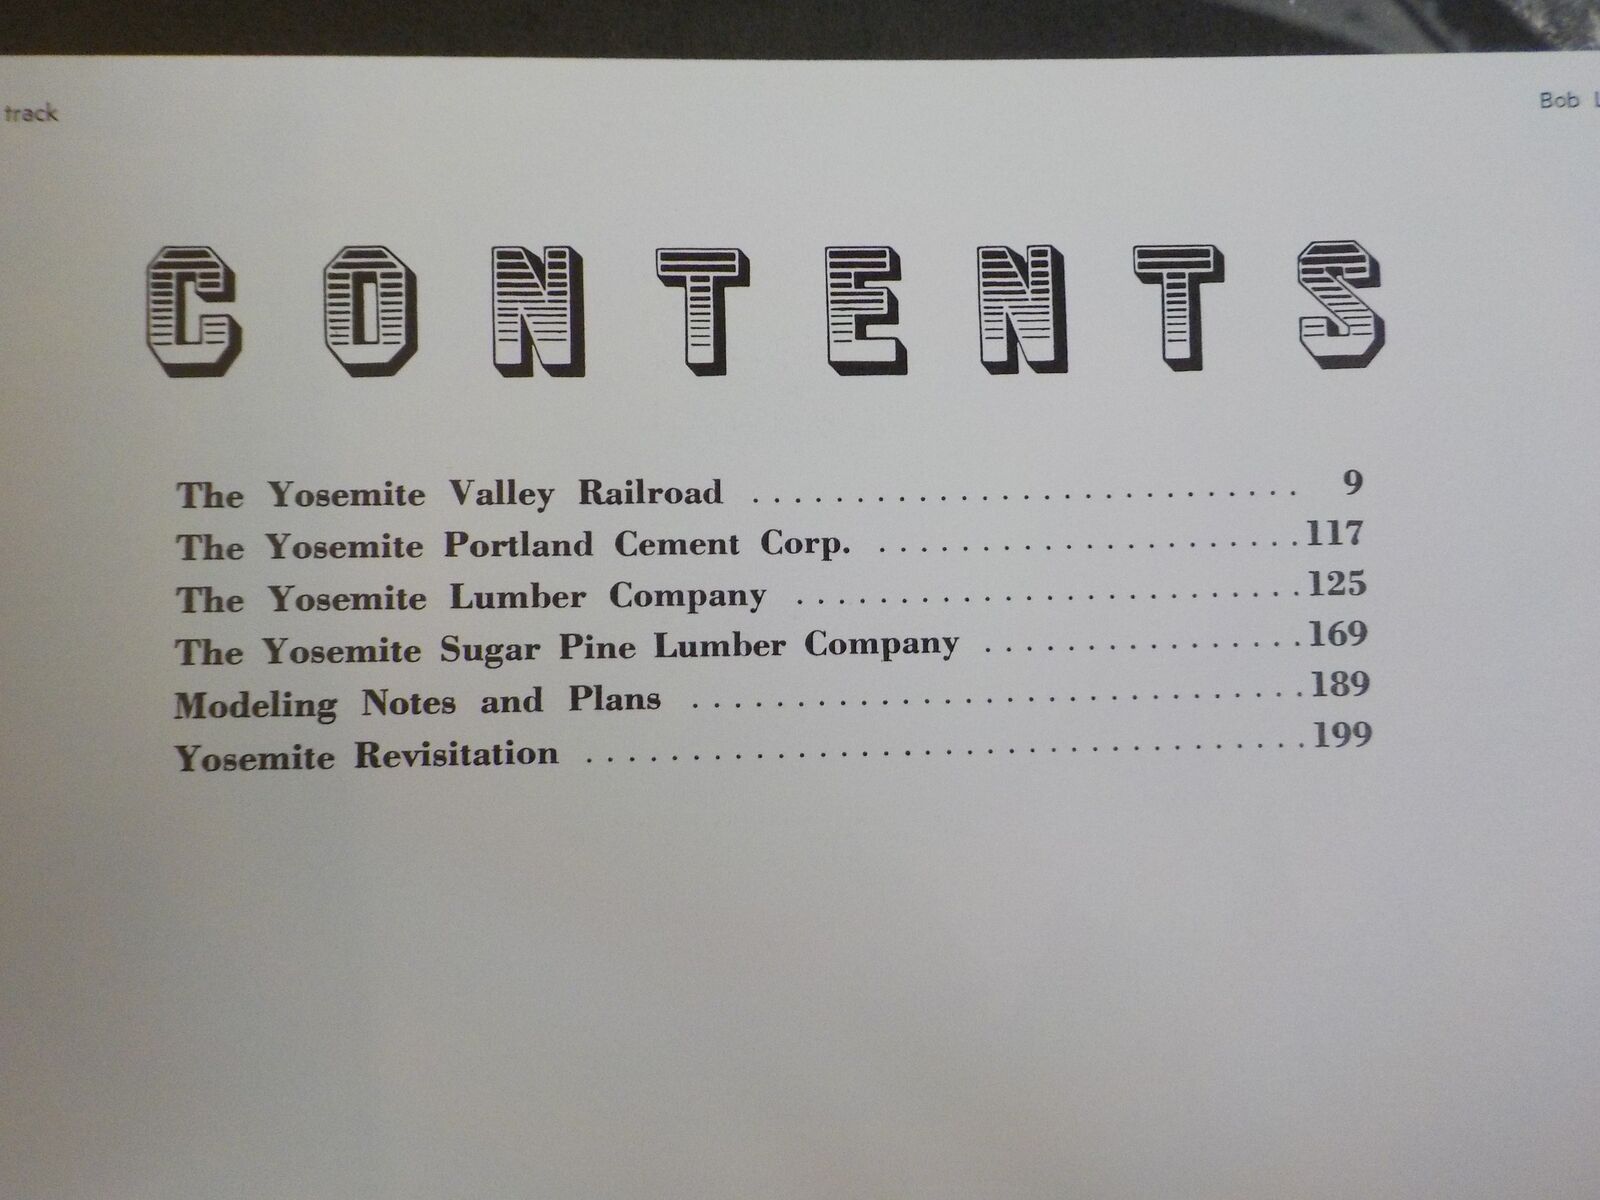 track
Bob
CONTENTS
The Yosemite Valley Railroad .......................... 9
The Yosemite Portland Cement Corp. ......................117
The Yosemite Lumber Company .........................125
The Yosemite Sugar Pine Lumber Company ................169
Modeling Notes and Plans ..............................189
Yosemite Revisitation ..................................199